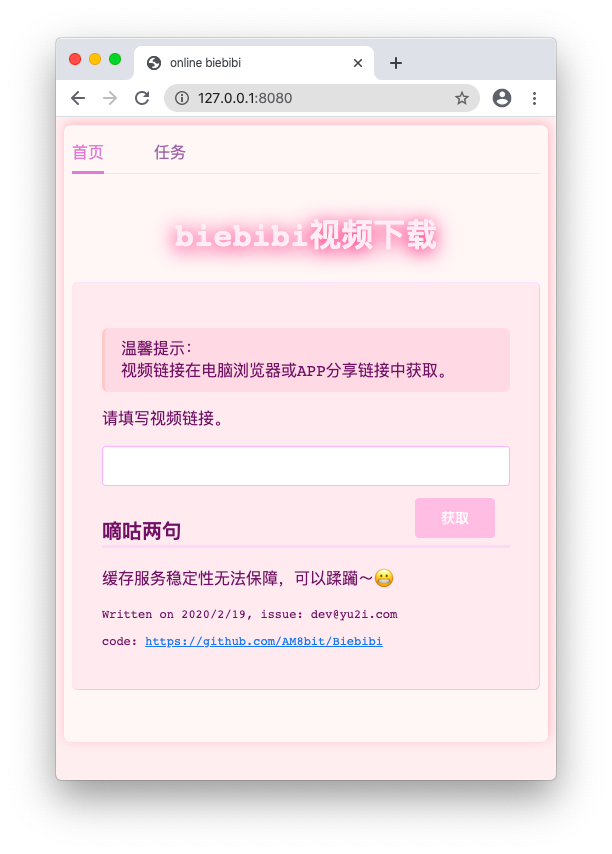 online biebibi
127.0.0.1:8080
首页 任务
biebibi视频下载
温馨提示：
视频链接在电脑浏览器或APP分享链接中获取。
请填写视频链接。
获取
嘀咕两句
缓存服务稳定性无法保障，可以蹂躏～😬
Written on 2020/2/19, issue: dev@yu2i.com
code: https://github.com/AM8bit/Biebibi